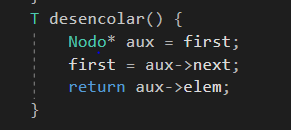 T desencolar() {
Nodo* aux = first;
first = aux->next;
return aux->elem;
}